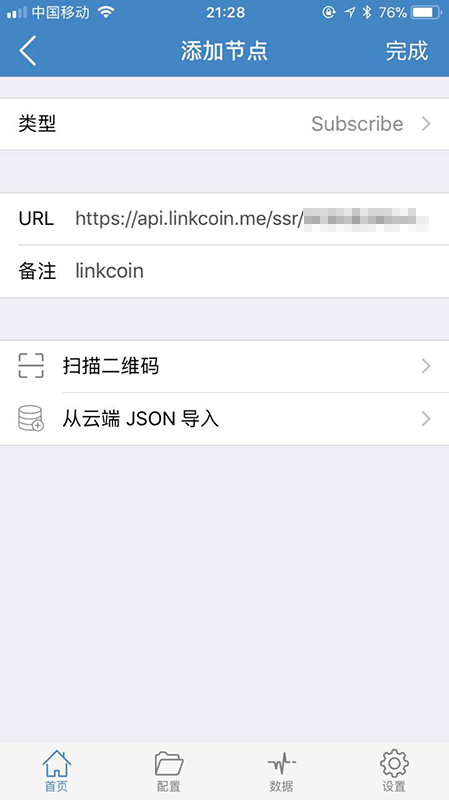 中国移动 21:28 76%
添加节点 完成
类型 Subscribe
URL https://api.linkcoin.me/ssr/
备注 linkcoin
扫描二维码
从云端 JSON 导入
首页 配置 数据 设置